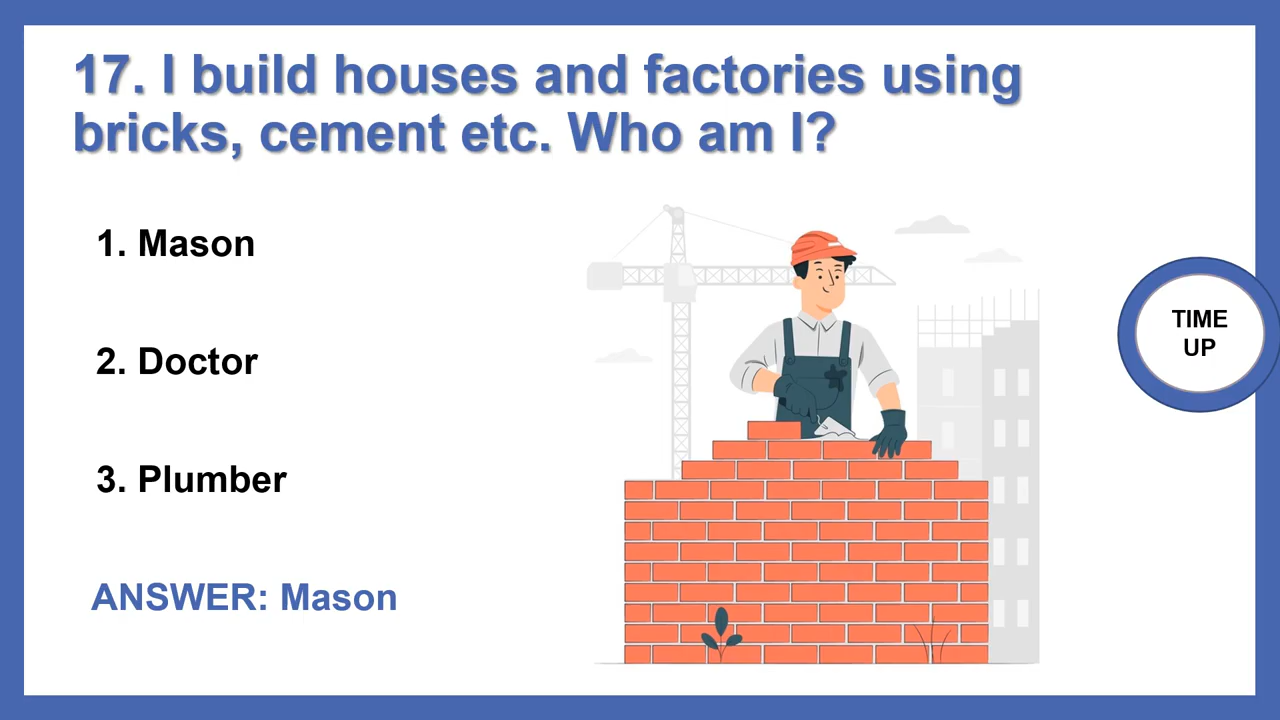 17. I build houses and factories using
bricks, cement etc. Who am I?
1. Mason
2. Doctor
3. Plumber
ANSWER: Mason
TIME
UP